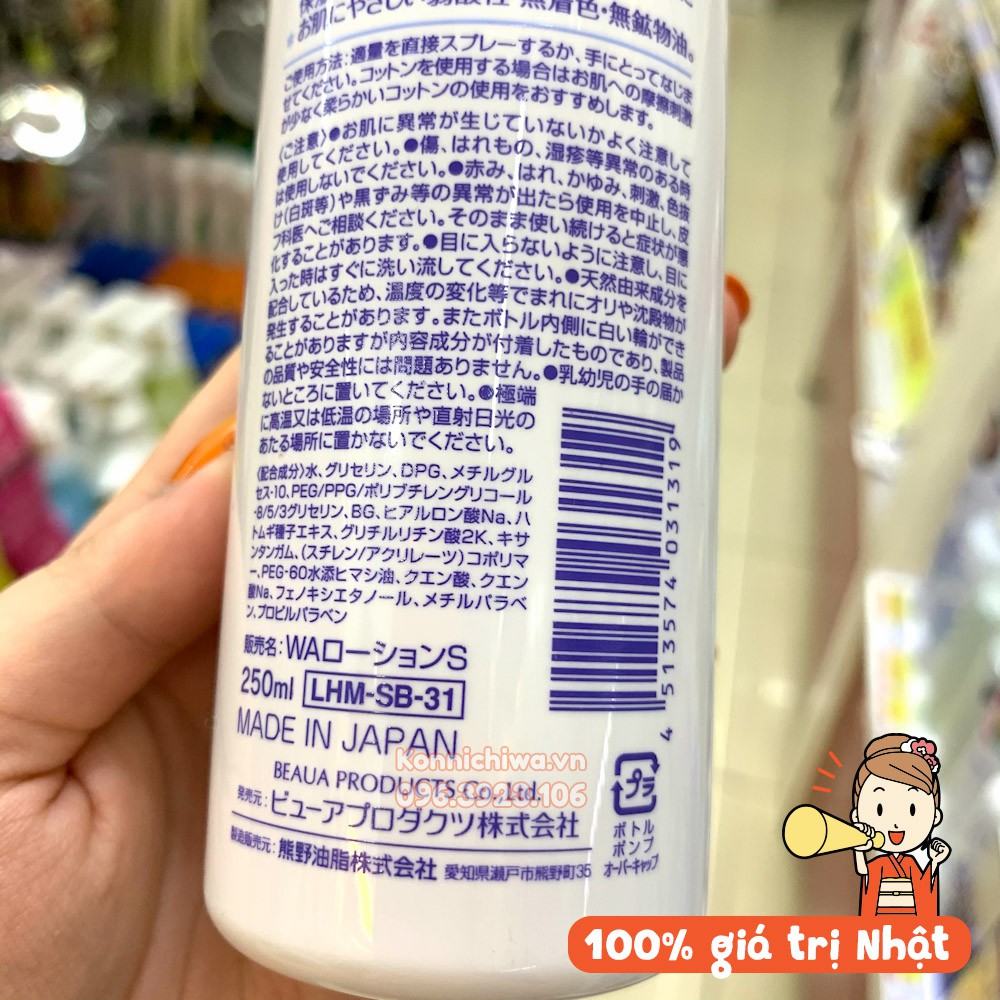 お肌にやさしい弱酸性・無着色・無鉱物油。
ご使用方法:適量を直接スプレーするか、手にとってなじま
せてください。コットンを使用する場合はお肌への摩擦刺激
が少なく柔らかいコットンの使用をおすすめします。
〈ご注意〉●お肌に異常が生じていないかよく注意して
使用してください。●傷、はれもの、湿疹等異常のある時
は使用しないでください。●赤み、はれ、かゆみ、刺激、色抜
け(白斑等)や黒ずみ等の異常が出たら使用を中止し、皮
フ科医へご相談ください。そのまま使い続けると症状が悪
化することがあります。●目に入らないように注意し、目に
入った時はすぐに洗い流してください。●天然由来成分を
配合しているため、温度の変化等でまれにオリや沈殿物が
発生することがあります。またボトル内側に白い輪ができ
ることがありますが内容成分が付着したものであり、製品
の品質や安全性には問題ありません。●乳幼児の手の届か
ないところに置いてください。●極端
に高温又は低温の場所や直射日光の
あたる場所に置かないでください。
〈配合成分〉水、グリセリン、DPG、メチルグル
セス-10、PEG/PPG/ポリブチレングリコール
-8/5/3グリセリン、BG、ヒアルロン酸Na、ハ
トムギ種子エキス、グリチルリチン酸2K、キサ
ンタンガム、(スチレン/アクリレーツ)コポリマ
ー、PEG-60水添ヒマシ油、クエン酸、クエン
酸Na、フェノキシエタノール、メチルパラベ
ン、プロピルパラベン
販売名:WAローションS
250ml LHM-SB-31
MADE IN JAPAN
4 513574 031319
Konnichiwa.vn
096.3928.106
BEAUA PRODUCTS Co.,Ltd.
発売元:ビューアプロダクツ株式会社
製造販売元:熊野油脂株式会社 愛知県瀬戸市熊野町35
プラ
ボトル
ポンプ
オーバーキャップ
100% giá trị Nhật